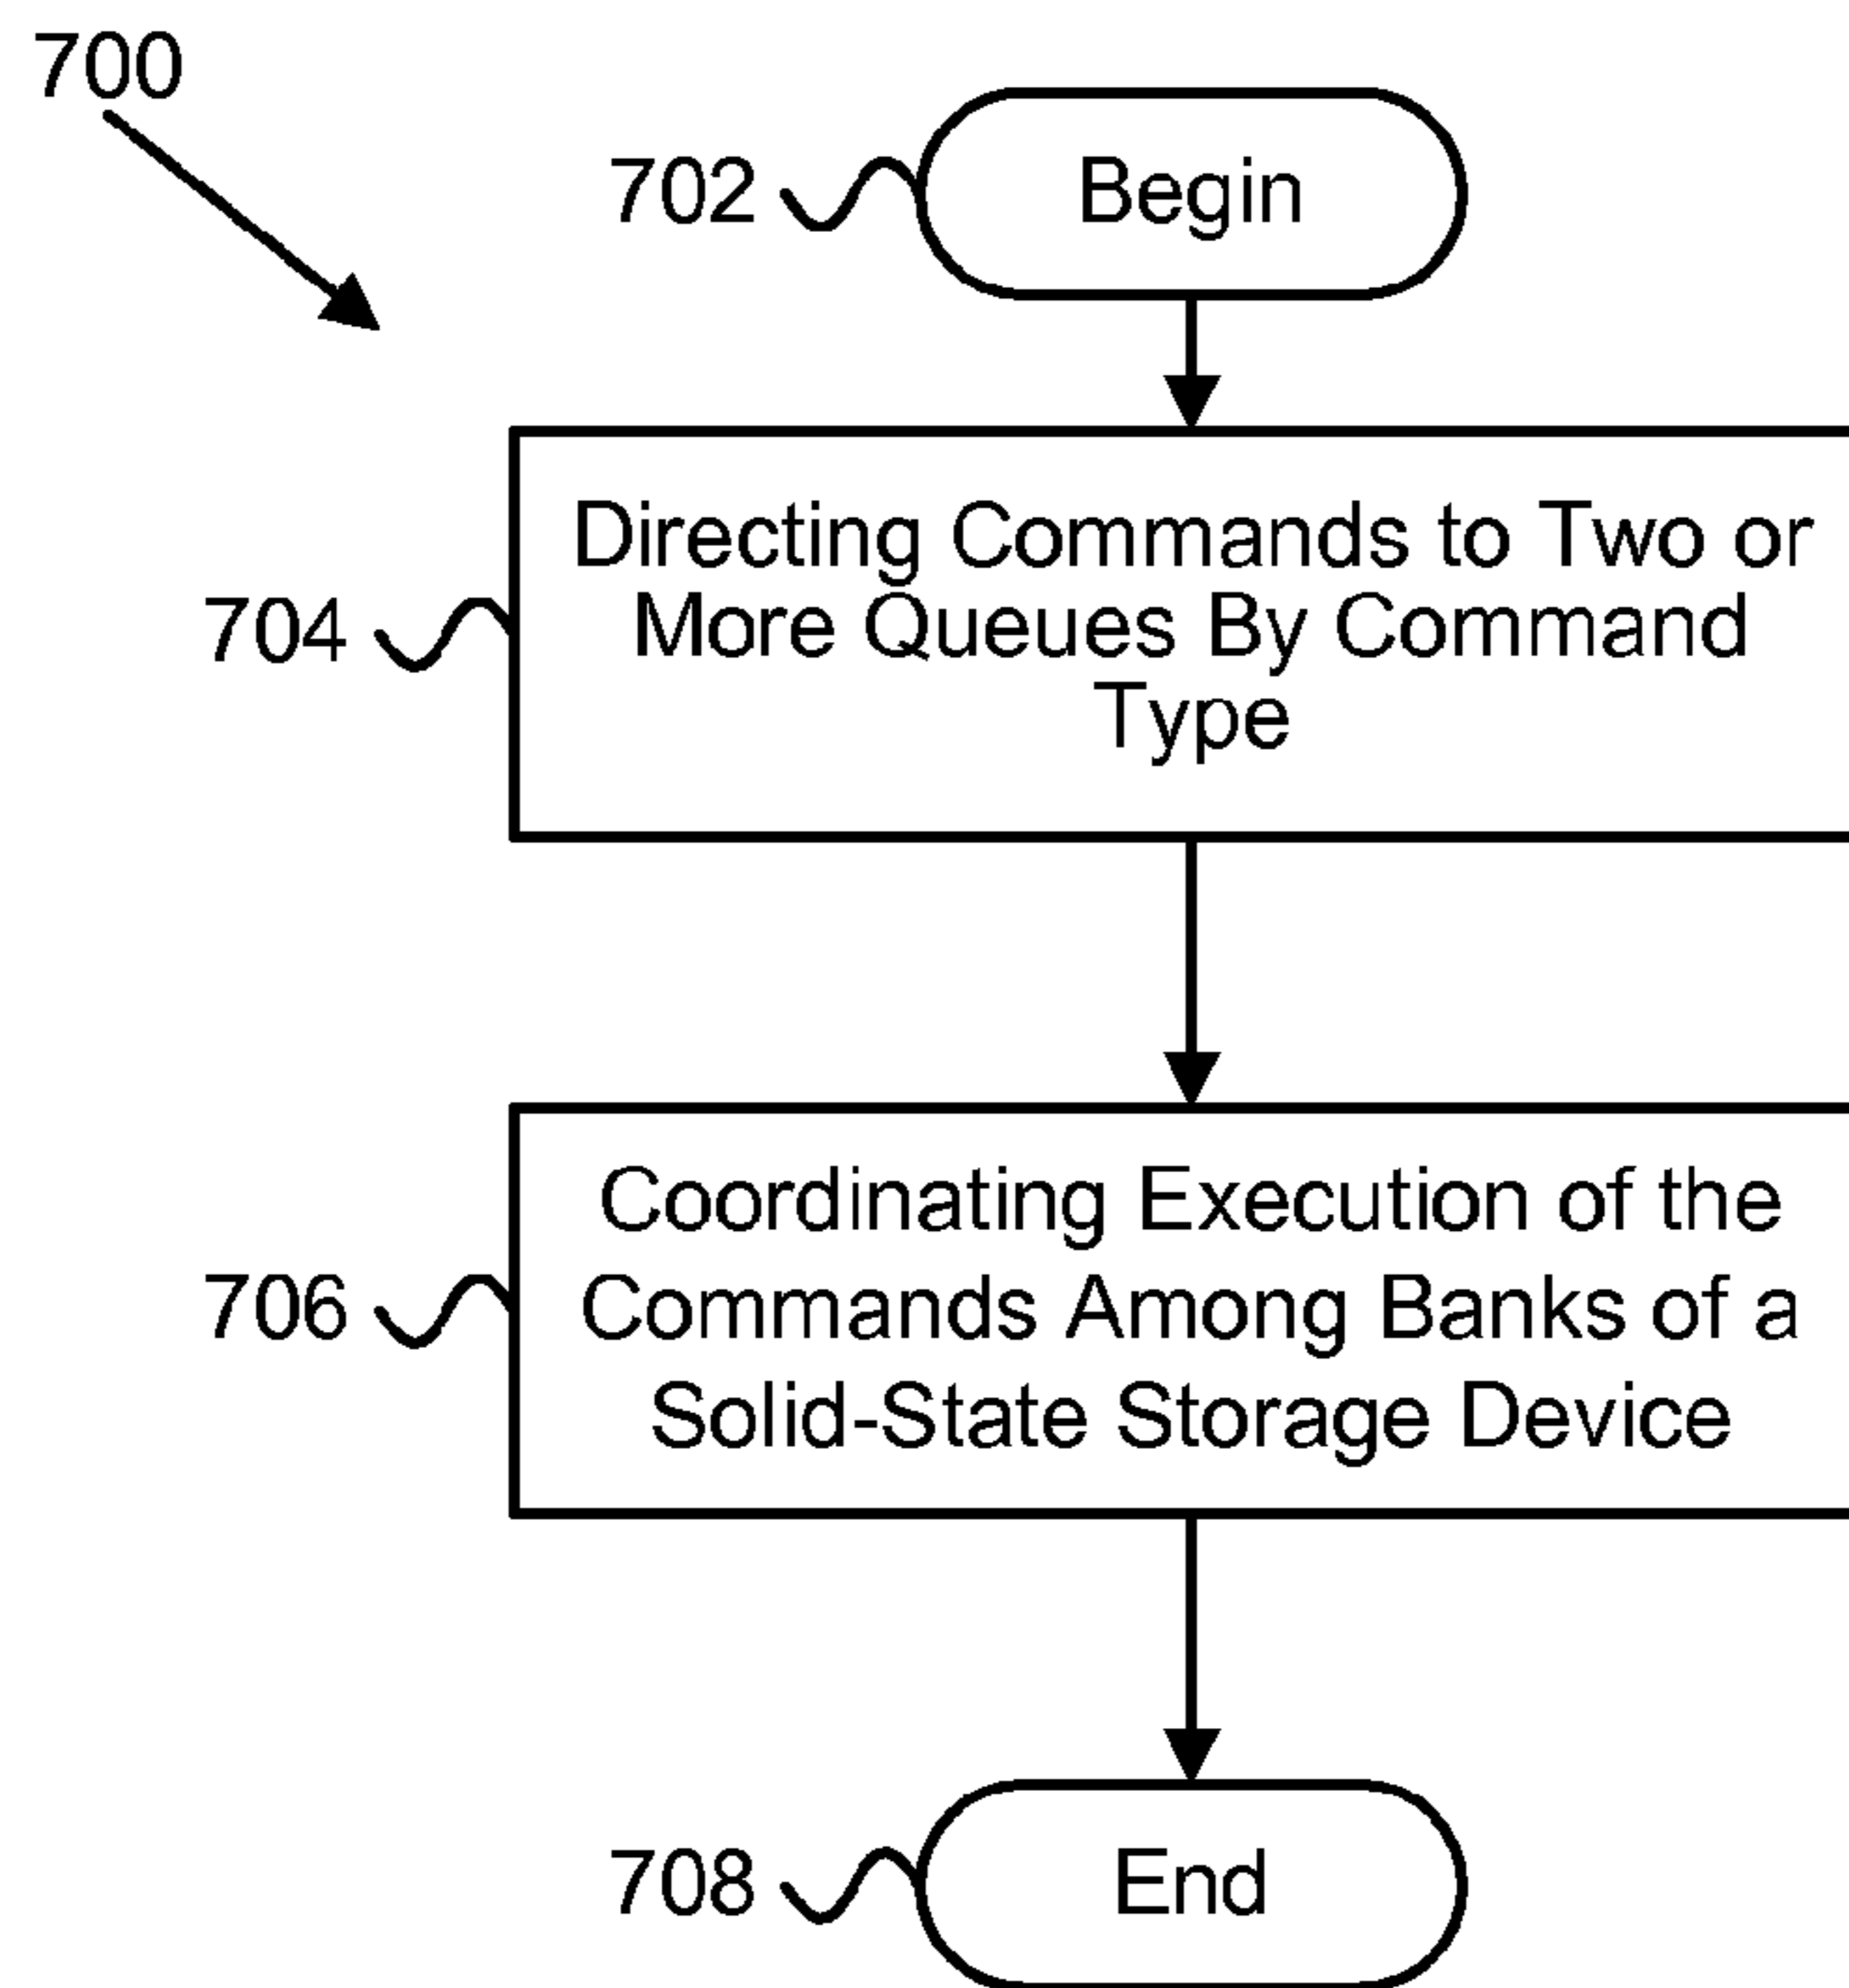 700
702
Begin
Directing Commands to Two or
More Queues By Command
Type
704
Coordinating Execution of the
Commands Among Banks of a
Solid-State Storage Device
706
708
End